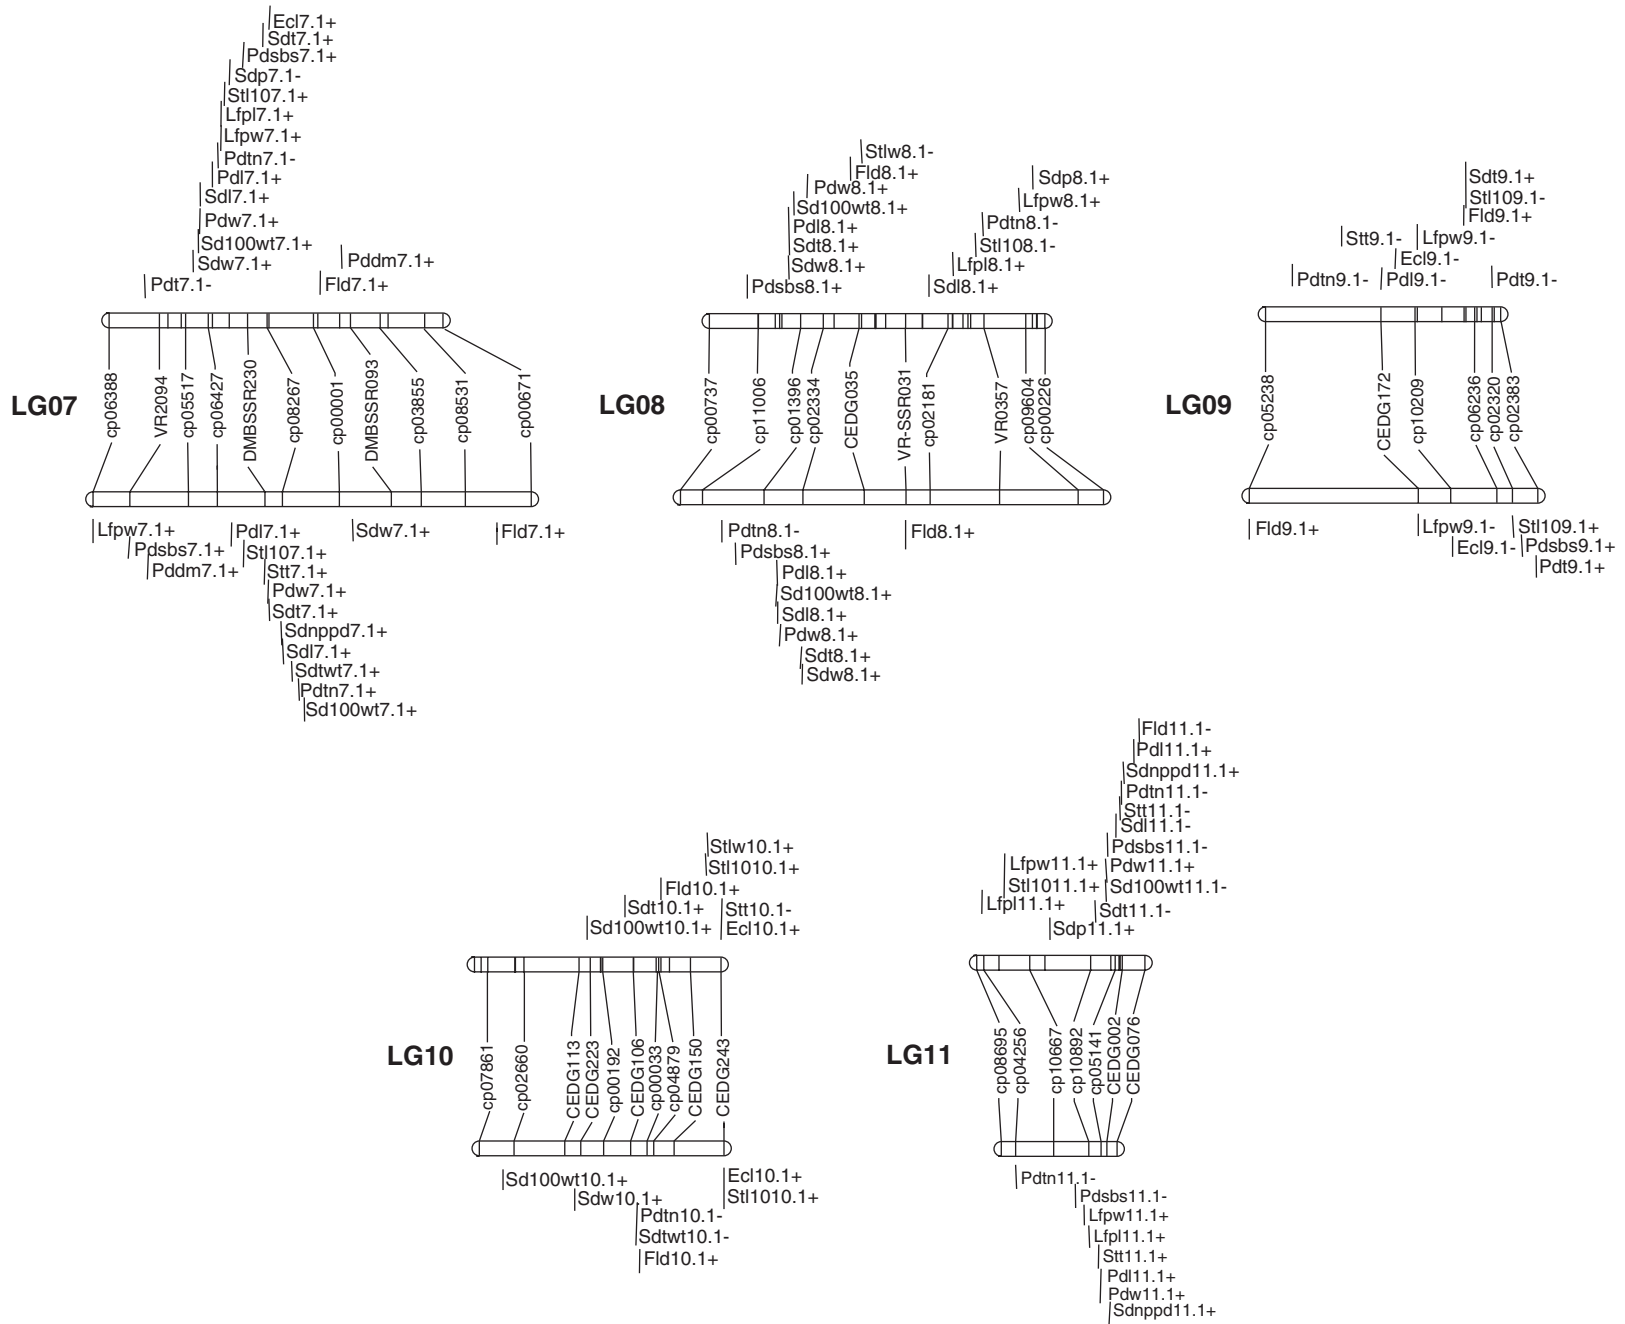 Ecl7.1+
Sdt7.1+
Pdsbs7.1+
Sdp7.1-
Stl107.1+
Lfpl7.1+
Lfpw7.1+
Pdtn7.1-
Pdl7.1+
Sdl7.1+
Pdw7.1+
Sd100wt7.1+
Sdw7.1+
Pddm7.1+
Pdt7.1-
Fld7.1+
LG07
cp06388
VR2094
cp05517
cp06427
DMBSSR230
cp08267
cp00001
DMBSSR093
cp03855
cp08531
cp00671
Lfpw7.1+
Pdsbs7.1+
Pddm7.1+
Pdl7.1+
Stl107.1+
Stt7.1+
Pdw7.1+
Sdt7.1+
Sdnppd7.1+
Sdl7.1+
Sdtwt7.1+
Pdtn7.1+
Sd100wt7.1+
Sdw7.1+
Fld7.1+
Stlw8.1-
Fld8.1+
Pdw8.1+
Sd100wt8.1+
Pdl8.1+
Sdt8.1+
Sdw8.1+
Pdsbs8.1+
Sdp8.1+
Lfpw8.1+
Pdtn8.1-
Stl108.1-
Lfpl8.1+
Sdl8.1+
LG08
cp00737
cp11006
cp01396
cp02334
CEDG035
VR-SSR031
cp02181
VR0357
cp09604
cp00226
Pdtn8.1-
Pdsbs8.1+
Pdl8.1+
Sd100wt8.1+
Sdl8.1+
Pdw8.1+
Sdt8.1+
Sdw8.1+
Fld8.1+
Sdt9.1+
Stl109.1-
Fld9.1+
Stt9.1-
Lfpw9.1-
Ecl9.1-
Pdtn9.1-
Pdl9.1-
Pdt9.1-
LG09
cp05238
CEDG172
cp10209
cp06236
cp02320
cp02383
Fld9.1+
Lfpw9.1-
Ecl9.1-
Stl109.1+
Pdsbs9.1+
Pdt9.1+
Stlw10.1+
Stl1010.1+
Fld10.1+
Sdt10.1+
Stt10.1-
Sd100wt10.1+
Ecl10.1+
LG10
cp07861
cp02660
CEDG113
CEDG223
cp00192
CEDG106
cp00033
cp04879
CEDG150
CEDG243
Sd100wt10.1+
Sdw10.1+
Pdtn10.1-
Sdtwt10.1-
Fld10.1+
Ecl10.1+
Stl1010.1+
Fld11.1-
Pdl11.1+
Sdnppd11.1+
Pdtn11.1-
Stt11.1-
Sdl11.1-
Pdsbs11.1-
Lfpw11.1+
Pdw11.1+
Stl1011.1+
Sd100wt11.1-
Lfpl11.1+
Sdt11.1-
Sdp11.1+
LG11
cp08695
cp04256
cp10667
cp10892
cp05141
CEDG002
CEDG076
Pdtn11.1-
Pdsbs11.1-
Lfpw11.1+
Lfpl11.1+
Stt11.1+
Pdl11.1+
Pdw11.1+
Sdnppd11.1+